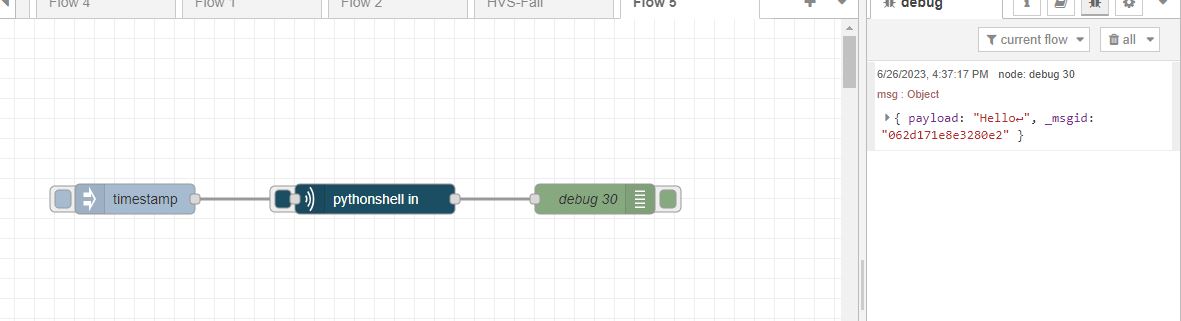 Flow 4
Flow 1
Flow 2
HVS-Fall
Flow 5
debug
current flow
all
6/26/2023, 4:37:17 PM node: debug 30
msg : Object
{ payload: "Hello↵", _msgid:
"062d171e8e3280e2" }
timestamp
pythonshell in
debug 30